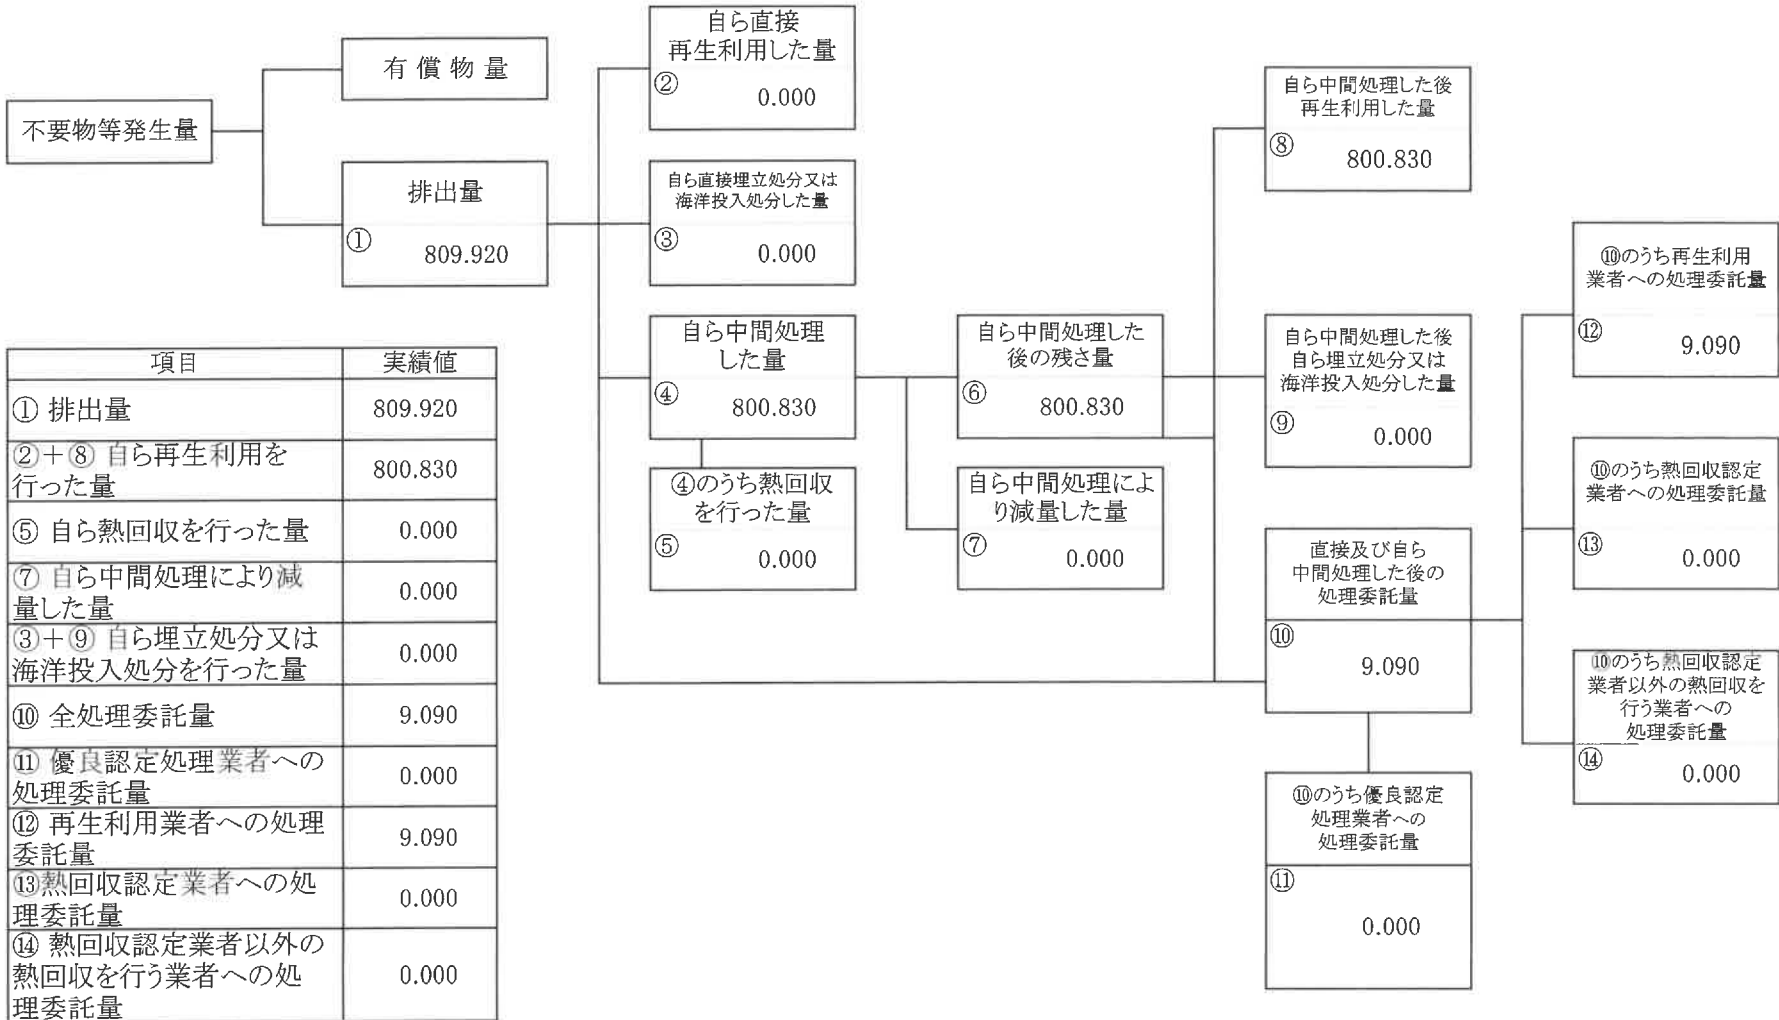 不要物等発生量
有償物量
排出量
①
809.920
自ら直接
再生利用した量
②
0.000
自ら直接埋立処分又は
海洋投入処分した量
③
0.000
自ら中間処理
した量
④
800.830
④のうち熱回収
を行った量
⑤
0.000
自ら中間処理した
後の残さ量
⑥
800.830
自ら中間処理によ
り減量した量
⑦
0.000
自ら中間処理した後
再生利用した量
⑧
800.830
自ら中間処理した後
自ら埋立処分又は
海洋投入処分した量
⑨
0.000
直接及び自ら
中間処理した後の
処理委託量
⑩
9.090
⑩のうち優良認定
処理業者への
処理委託量
⑪
0.000
⑩のうち再生利用
業者への処理委託量
⑫
9.090
⑩のうち熱回収認定
業者への処理委託量
⑬
0.000
⑩のうち熱回収認定
業者以外の熱回収を
行う業者への
処理委託量
⑭
0.000
項目 実績値
① 排出量 809.920
②+⑧ 自ら再生利用を
行った量 800.830
⑤ 自ら熱回収を行った量 0.000
⑦ 自ら中間処理により減
量した量 0.000
③+⑨ 自ら埋立処分又は
海洋投入処分を行った量 0.000
⑩ 全処理委託量 9.090
⑪ 優良認定処理業者への
処理委託量 0.000
⑫ 再生利用業者への処理
委託量 9.090
⑬熱回収認定業者への処
理委託量 0.000
⑭ 熱回収認定業者以外の
熱回収を行う業者への処
理委託量 0.000